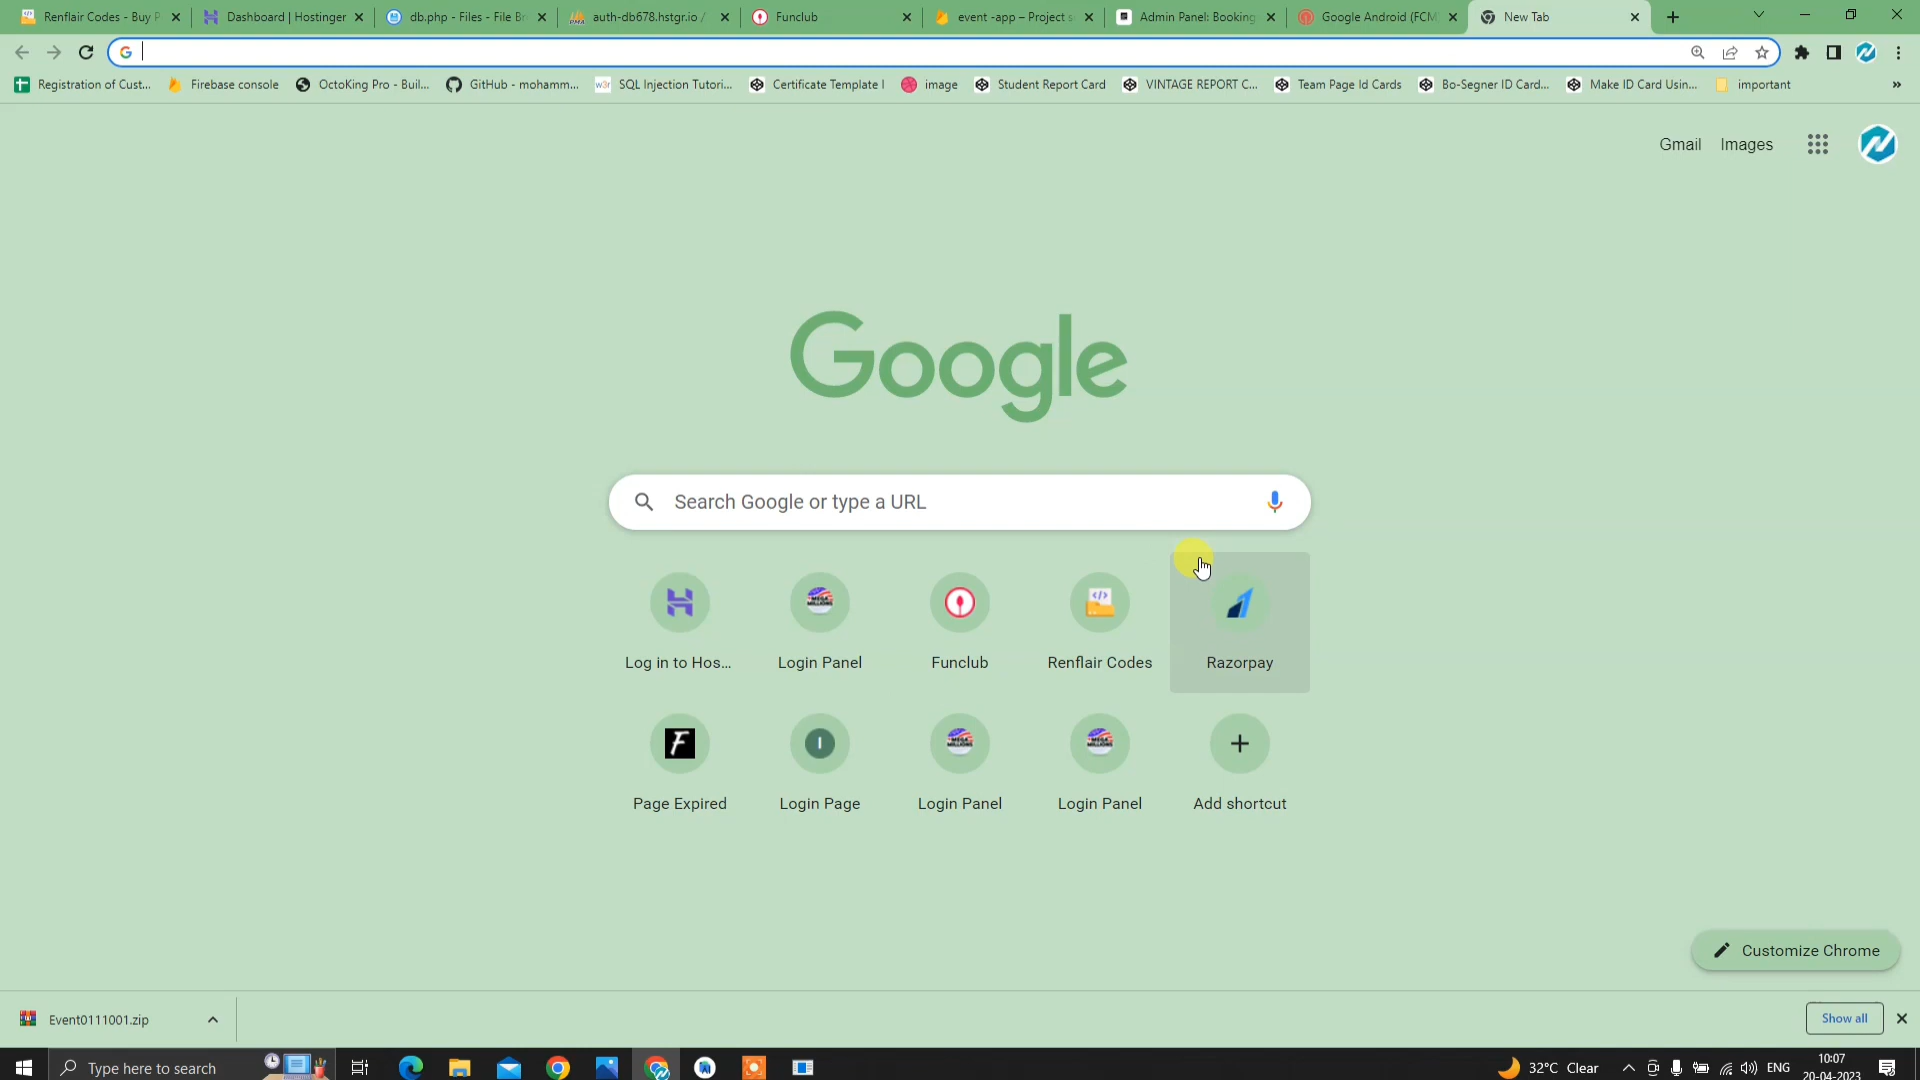 Renflair Codes - Buy P
Dashboard | Hostinger
db.php - Files - File Br
auth-db678.hstgr.io /
Funclub
event -app – Project s
Admin Panel: Booking
Google Android (FCM
New Tab
Registration of Cust...
Firebase console
OctoKing Pro - Buil...
GitHub - mohamm...
SQL Injection Tutori...
Certificate Template I
image
Student Report Card
VINTAGE REPORT C...
Team Page Id Cards
Bo-Segner ID Card...
Make ID Card Usin...
important
»
Gmail Images
Google
Search Google or type a URL
Log in to Hos...
Login Panel
Funclub
Renflair Codes
Razorpay
Page Expired
Login Page
Login Panel
Login Panel
Add shortcut
Customize Chrome
Event0111001.zip
Show all
Type here to search
32°C Clear
ENG
10:07
20-04-2023